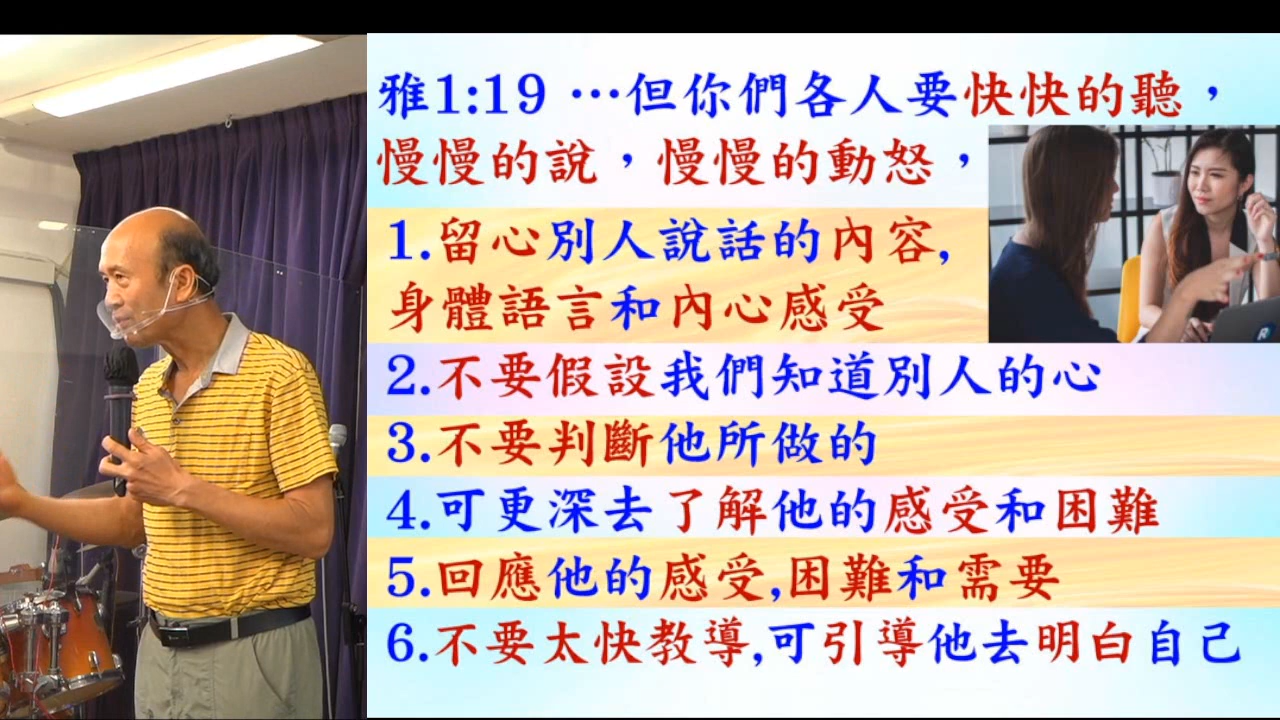 雅1:19 …但你們各人要快快的聽，
慢慢的說，慢慢的動怒，
1.留心別人說話的內容,
身體語言和內心感受
2.不要假設我們知道別人的心
3.不要判斷他所做的
4.可更深去了解他的感受和困難
5.回應他的感受,困難和需要
6.不要太快教導,可引導他去明白自己